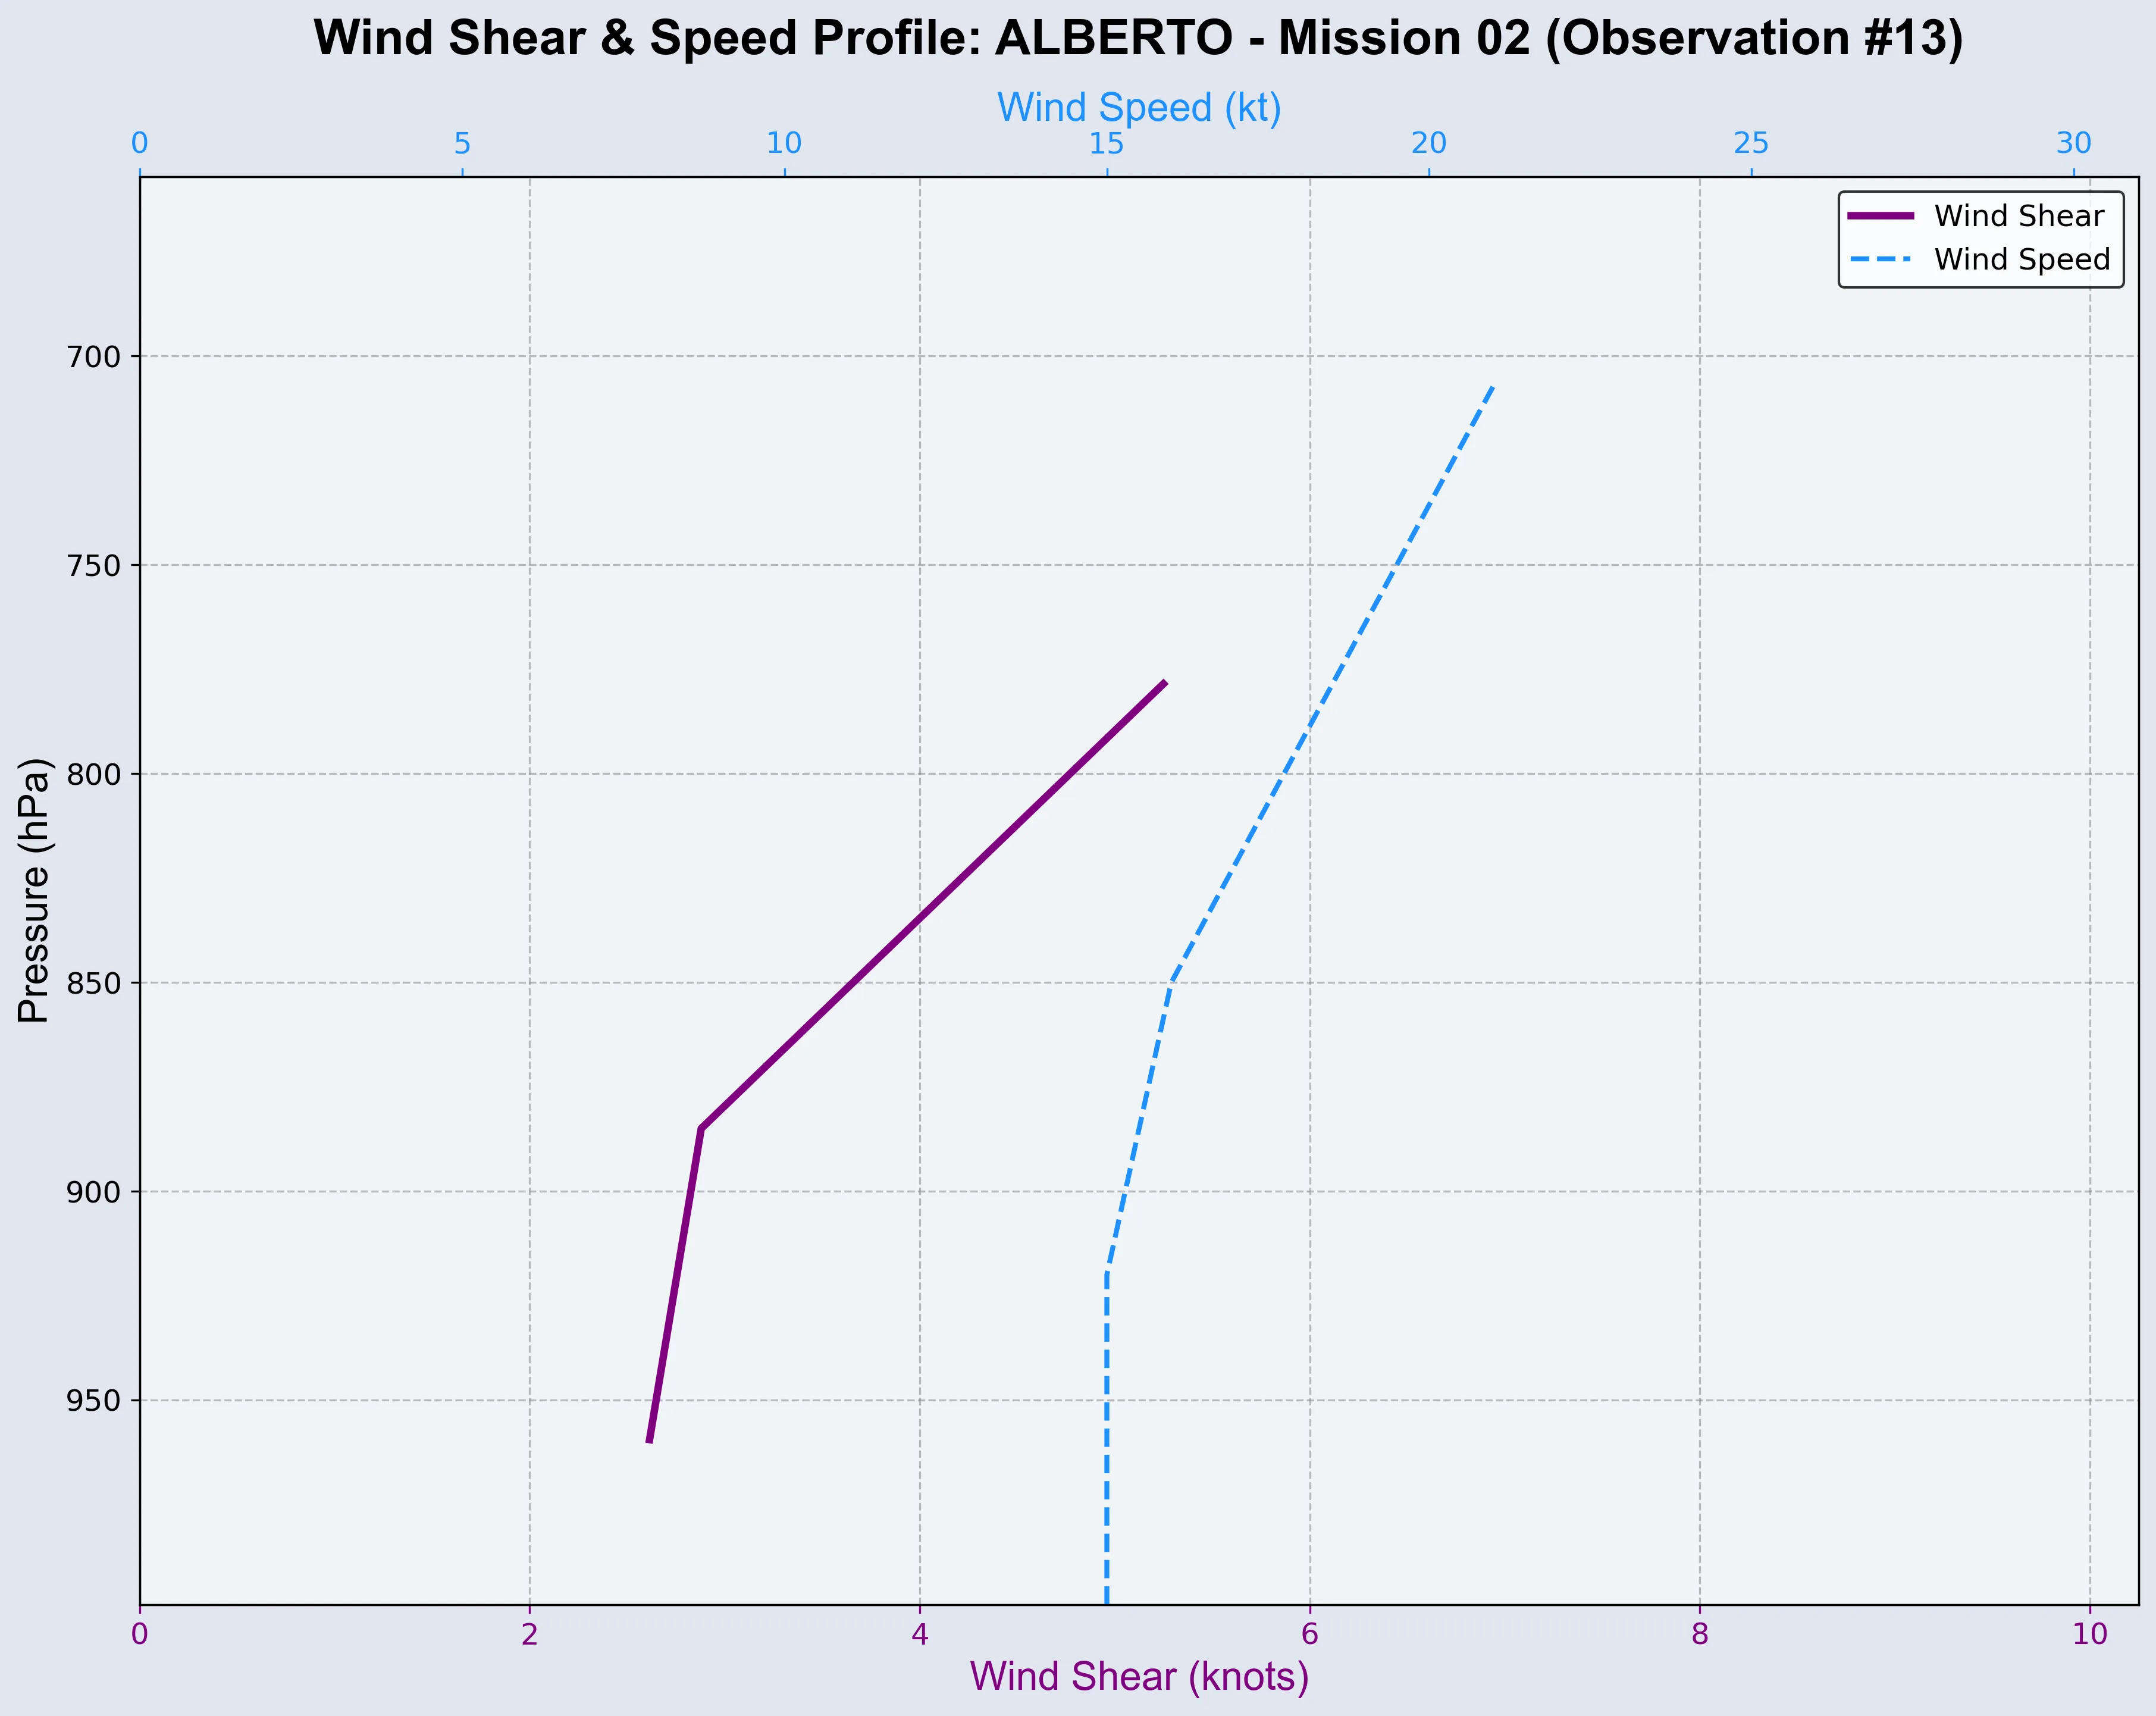 Wind Shear & Speed Profile: ALBERTO - Mission 02 (Observation #13)
Wind Speed (kt)
0 5 10 15 20 25 30
Wind Shear
Wind Speed
Pressure (hPa)
700
750
800
850
900
950
0 2 4 6 8 10
Wind Shear (knots)